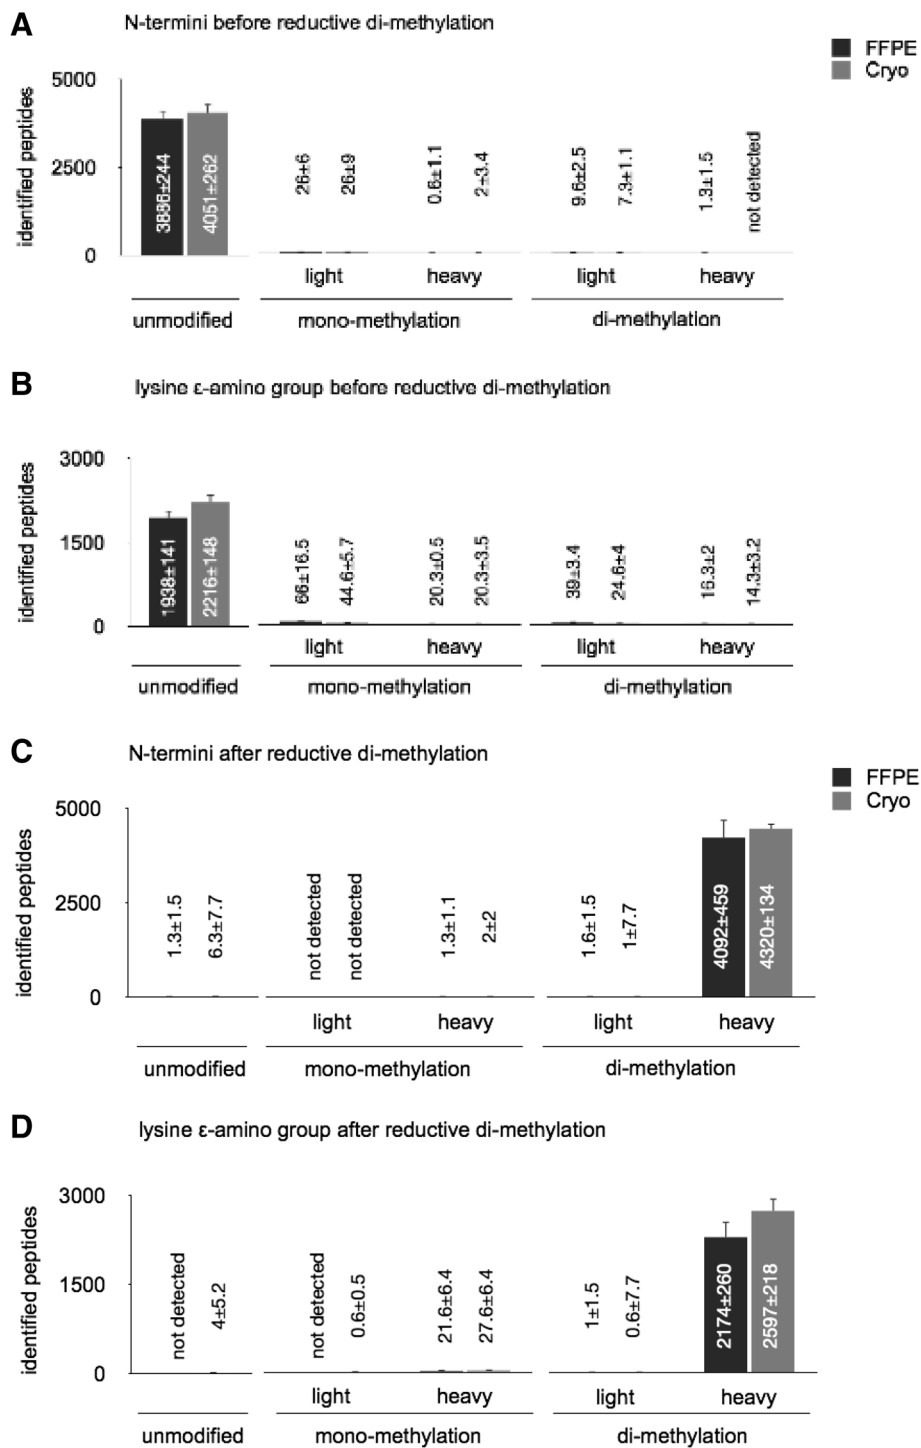 A
N-termini before reductive di-methylation
FFPE
Cryo
identified peptides
5000
2500
0
3886±244
4051±262
26±6
26±9
0.6±1.1
2±3.4
9.6±2.5
7.3±1.1
1.3±1.5
not detected
light
heavy
light
heavy
unmodified
mono-methylation
di-methylation
B
lysine ε-amino group before reductive di-methylation
identified peptides
3000
1500
0
1938±141
2216±148
66±16.5
44.6±5.7
20.3±0.5
20.3±3.5
39±3.4
24.6±4
16.3±2
14.3±3.2
light
heavy
light
heavy
unmodified
mono-methylation
di-methylation
C
N-termini after reductive di-methylation
FFPE
Cryo
identified peptides
5000
2500
0
1.3±1.5
6.3±7.7
not detected
not detected
1.3±1.1
2±2
1.6±1.5
1±7.7
4092±459
4320±134
light
heavy
light
heavy
unmodified
mono-methylation
di-methylation
D
lysine ε-amino group after reductive di-methylation
identified peptides
3000
1500
0
not detected
4±5.2
not detected
0.6±0.5
21.6±6.4
27.6±6.4
1±1.5
0.6±7.7
2174±260
2597±218
light
heavy
light
heavy
unmodified
mono-methylation
di-methylation